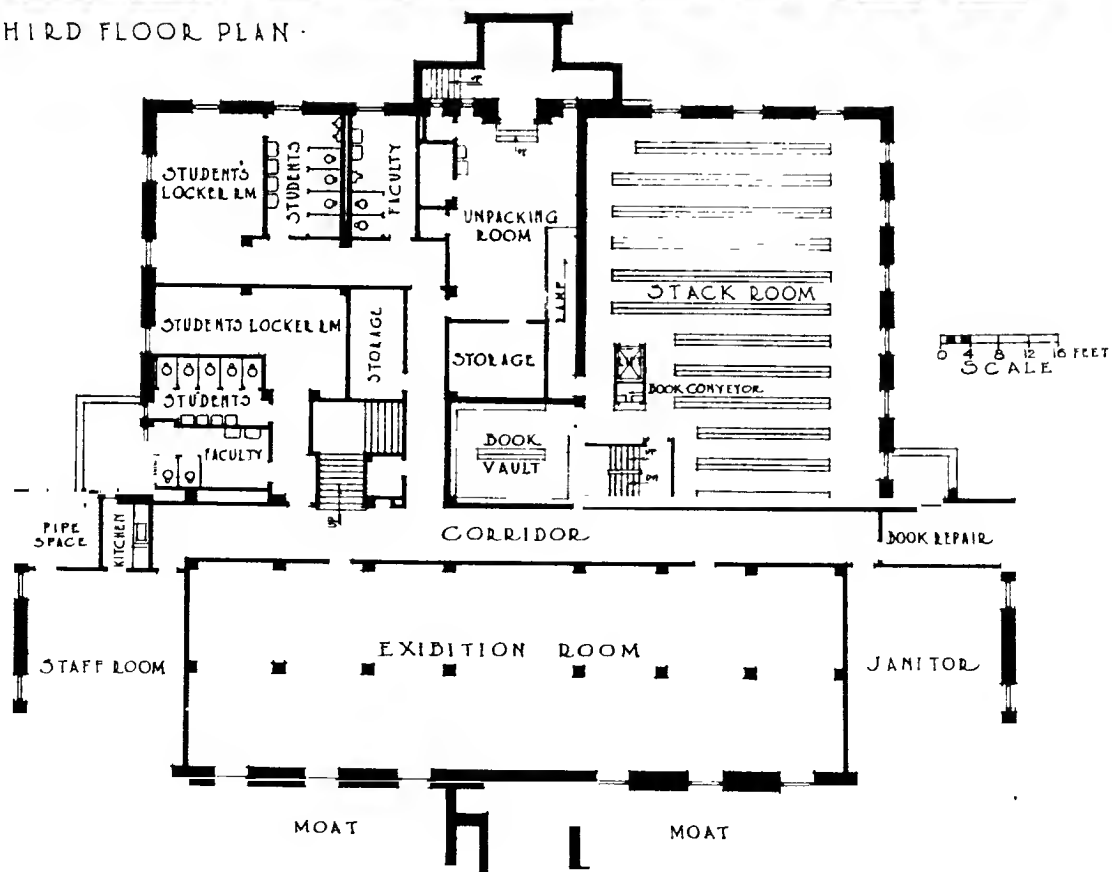 HIRD FLOOR PLAN.
STUDENT'S
LOCKER RM
STUDENTS
FACULTY
UNPACKING
ROOM
RAMP
STACK ROOM
STUDENTS LOCKER RM
STORAGE
STORAGE
0 4 8 12 16 FEET
SCALE
LIFT
BOOK CONVEYOR
STUDENTS
FACULTY
BOOK
VAULT
UP
PIPE
SPACE
KITCHEN
CORRIDOR
BOOK REPAIR
STAFF ROOM
EXIBITION ROOM
JANITOR
MOAT
MOAT